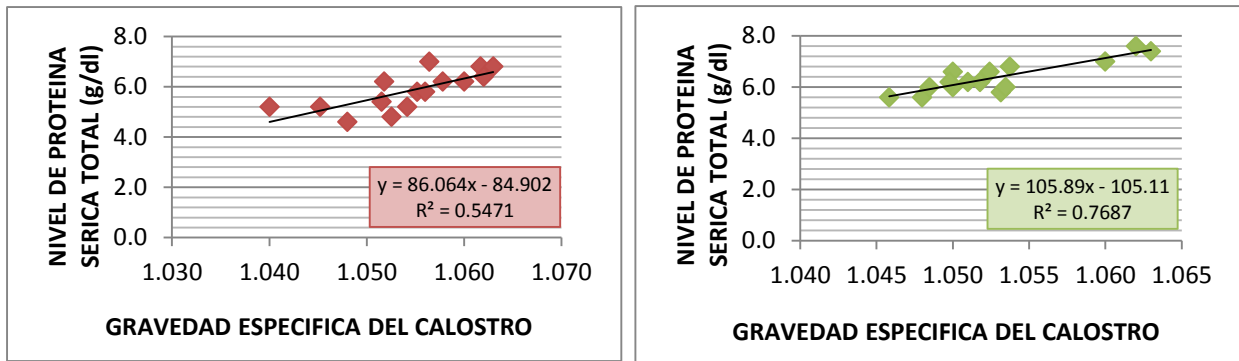 NIVEL DE PROTEINA
SERICA TOTAL (g/dl)
8.0
6.0
4.0
2.0
0.0
y = 86.064x - 84.902
R² = 0.5471
1.030 1.040 1.050 1.060 1.070
GRAVEDAD ESPECIFICA DEL CALOSTRO
NIVEL DE PROTEINA
SERICA TOTAL (g/dl)
8.0
6.0
4.0
2.0
0.0
y = 105.89x - 105.11
R² = 0.7687
1.040 1.045 1.050 1.055 1.060 1.065
GRAVEDAD ESPECIFICA DEL CALOSTRO